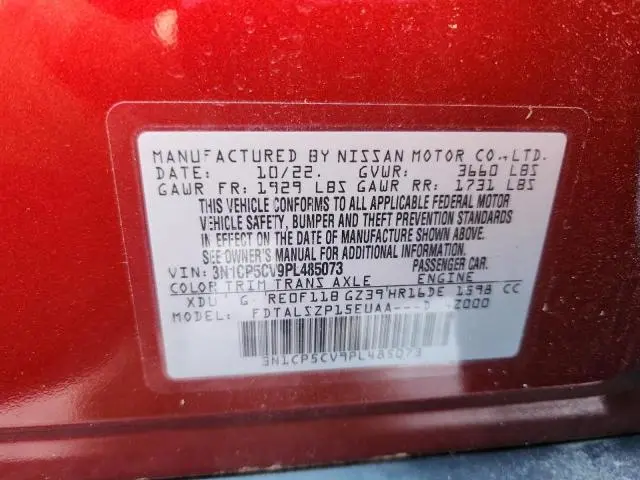 MANUFACTURED BY NISSAN MOTOR CO.,LTD.
DATE: 10/22. GVWR: 3660 LBS
GAWR FR: 1929 LBS GAWR RR: 1731 LBS
THIS VEHICLE CONFORMS TO ALL APPLICABLE FEDERAL MOTOR
VEHICLE SAFETY, BUMPER AND THEFT PREVENTION STANDARDS
IN EFFECT ON THE DATE OF MANUFACTURE SHOWN ABOVE.
SEE OWNER'S MANUAL FOR ADDITIONAL INFORMATION.
VIN: 3N1CP5CV9PL485073 PASSENGER CAR.
COLOR TRIM TRANS AXLE ENGINE
G RE0F11B GZ39 HR16DE 1598 CC
MODEL: FDTALSZP15EUAA---D
3N1CP5CV9PL485073